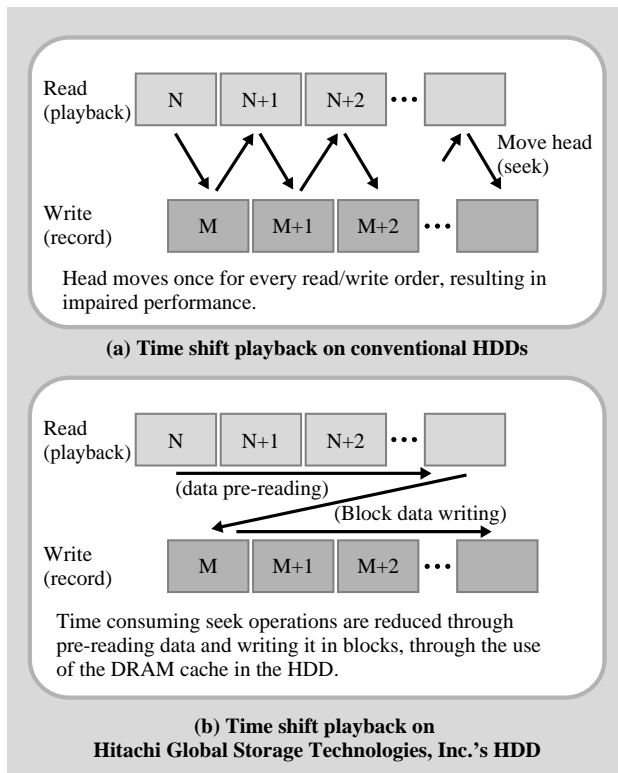 Read
(playback)
N
N+1
N+2
•••
Move head
(seek)
Write
(record)
M
M+1
M+2
•••
Head moves once for every read/write order, resulting in
impaired performance.
(a) Time shift playback on conventional HDDs
Read
(playback)
N
N+1
N+2
•••
(data pre-reading)
(Block data writing)
Write
(record)
M
M+1
M+2
•••
Time consuming seek operations are reduced through
pre-reading data and writing it in blocks, through the use
of the DRAM cache in the HDD.
(b) Time shift playback on
Hitachi Global Storage Technologies, Inc.'s HDD